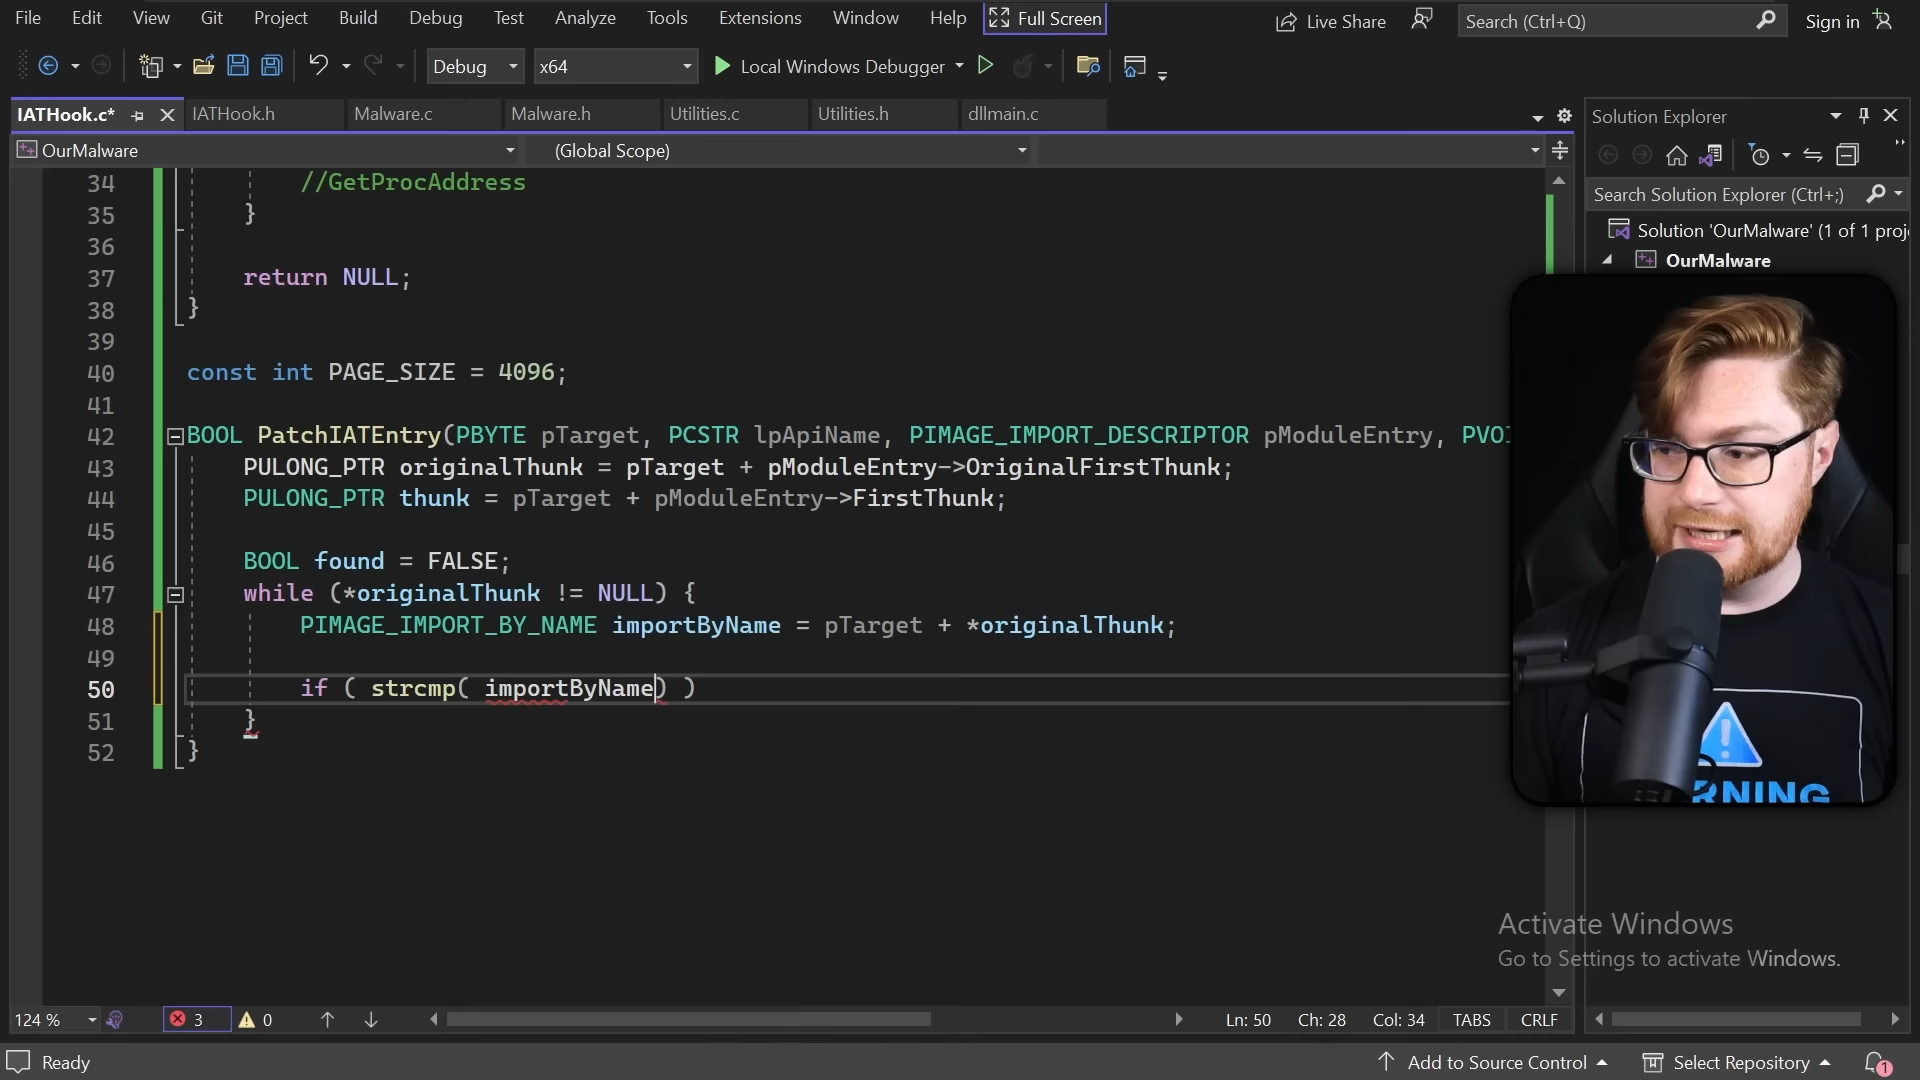 File Edit View Git Project Build Debug Test Analyze Tools Extensions Window Help Full Screen Live Share Search (Ctrl+Q) Sign in
Debug x64 Local Windows Debugger
IATHook.c* IATHook.h Malware.c Malware.h Utilities.c Utilities.h dllmain.c
OurMalware (Global Scope)
34 //GetProcAddress
35 }
36
37 return NULL;
38 }
39
40 const int PAGE_SIZE = 4096;
41
42 BOOL PatchIATEntry(PBYTE pTarget, PCSTR lpApiName, PIMAGE_IMPORT_DESCRIPTOR pModuleEntry, PVOI
43 PULONG_PTR originalThunk = pTarget + pModuleEntry->OriginalFirstThunk;
44 PULONG_PTR thunk = pTarget + pModuleEntry->FirstThunk;
45
46 BOOL found = FALSE;
47 while (*originalThunk != NULL) {
48 PIMAGE_IMPORT_BY_NAME importByName = pTarget + *originalThunk;
49
50 if ( strcmp( importByName) )
51 }
52 }
Solution Explorer
Search Solution Explorer (Ctrl+;)
Solution 'OurMalware' (1 of 1 proj
OurMalware
RNING
Activate Windows
Go to Settings to activate Windows.
124 % 3 0 Ln: 50 Ch: 28 Col: 34 TABS CRLF
Ready Add to Source Control Select Repository 1